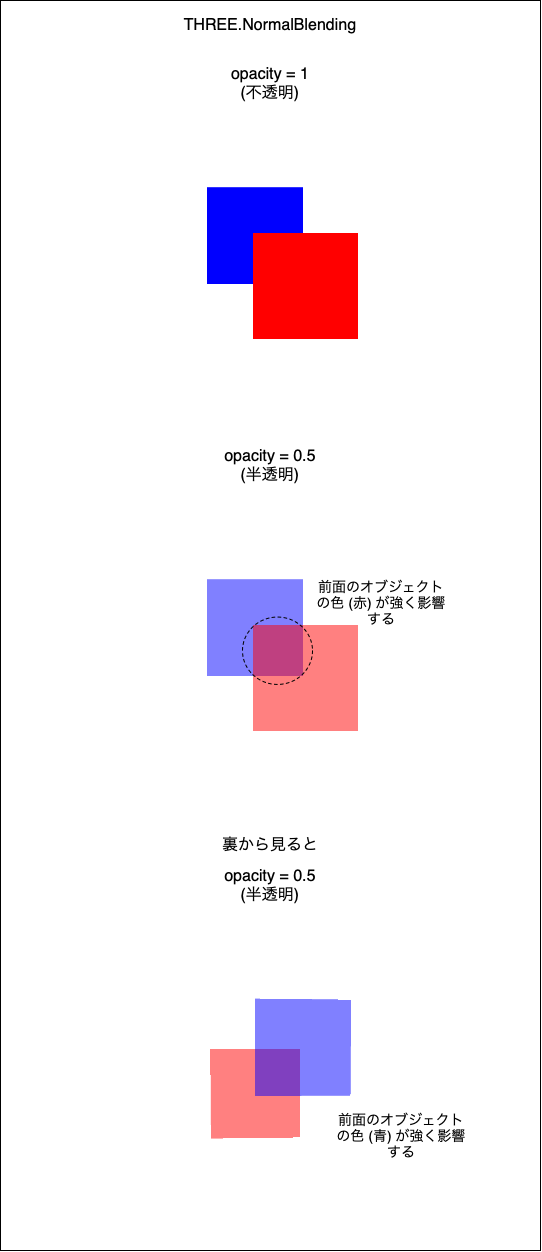 THREE.NormalBlending
opacity = 1
(不透明)
opacity = 0.5
(半透明)
前面のオブジェクト
の色 (赤) が強く影響
する
裏から見ると
opacity = 0.5
(半透明)
前面のオブジェクト
の色 (青) が強く影響
する